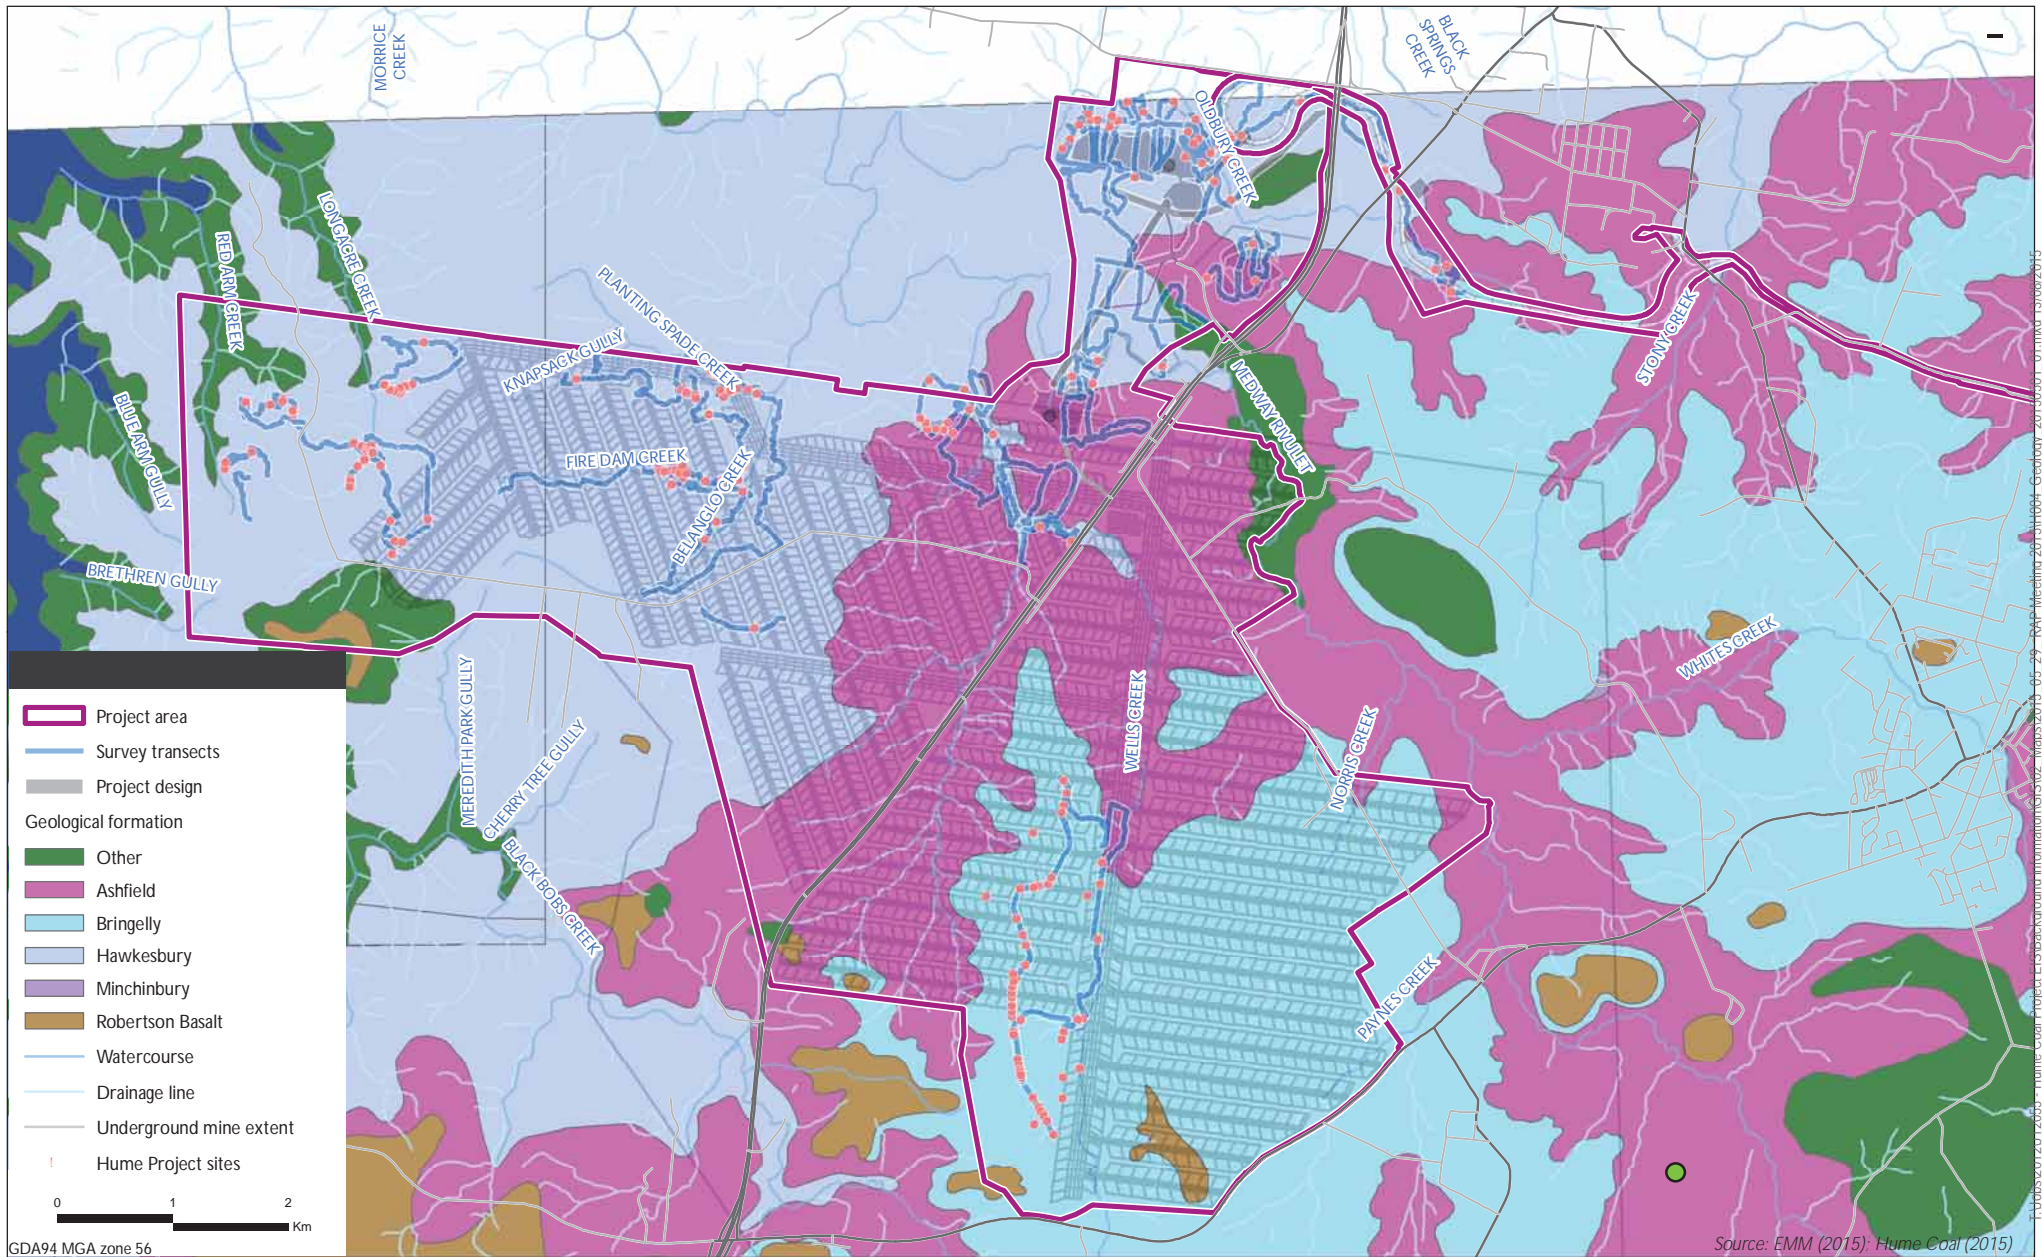 MORRICE
CREEK
BLACK
SPRINGS
CREEK
OLDBURY CREEK
LONGACRE CREEK
RED ARM CREEK
PLANTING SPADE CREEK
KNAPSACK GULLY
STONY CREEK
MEDWAY RIVULET
BLUE ARM GULLY
FIRE DAM CREEK
BELANGLO CREEK
BRETHREN GULLY
WHITES CREEK
MEREDITH PARK GULLY
CHERRY TREE GULLY
WELLS CREEK
NORRIS CREEK
BLACK BOBS CREEK
PAYNES CREEK
Project area
Survey transects
Project design
Geological formation
Other
Ashfield
Bringelly
Hawkesbury
Minchinbury
Robertson Basalt
Watercourse
Drainage line
Underground mine extent
Hume Project sites
0 1 2
Km
GDA94 MGA zone 56
Source: EMM (2015); Hume Coal (2015)